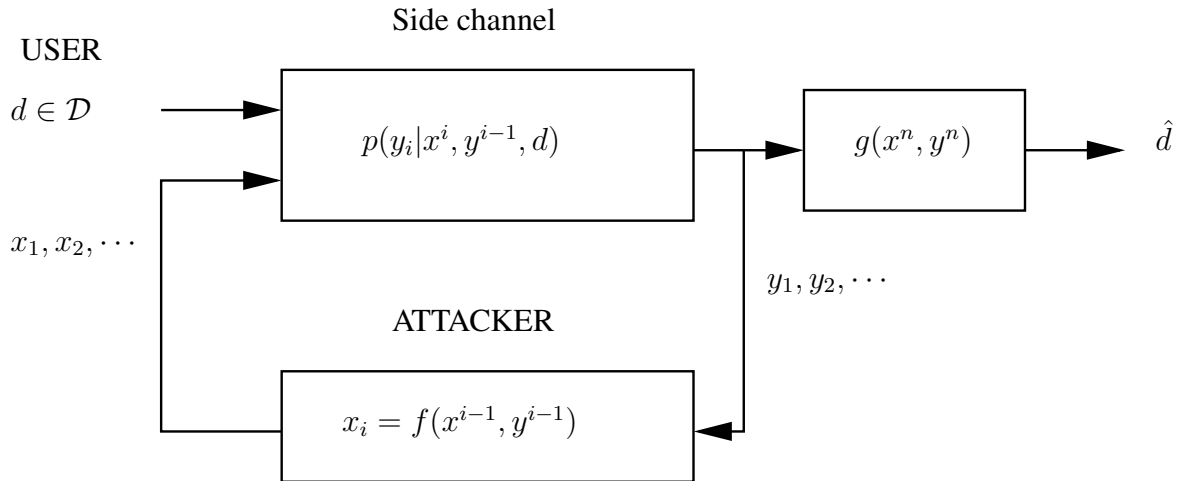 Side channel
USER
d ∈ 𝒟
p(y_i|x^i, y^{i−1}, d)
g(x^n, y^n)
d̂
x_1, x_2, ⋯
y_1, y_2, ⋯
ATTACKER
x_i = f(x^{i−1}, y^{i−1})